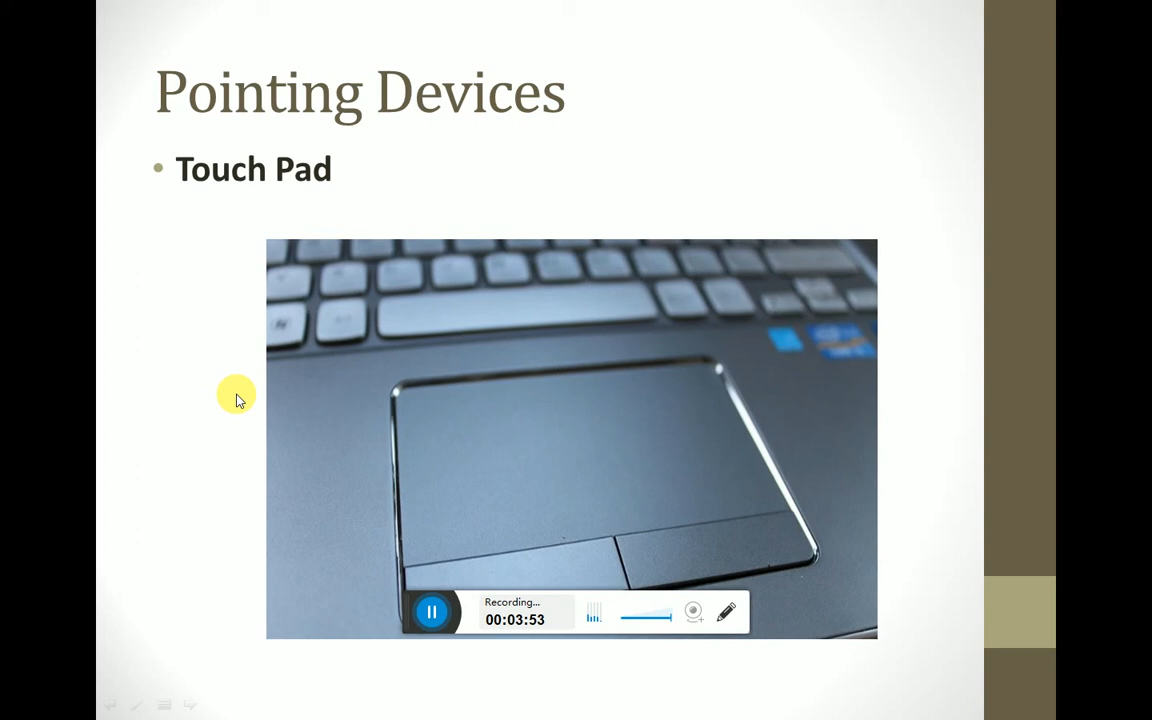 Pointing Devices
• Touch Pad
Recording...
00:03:53